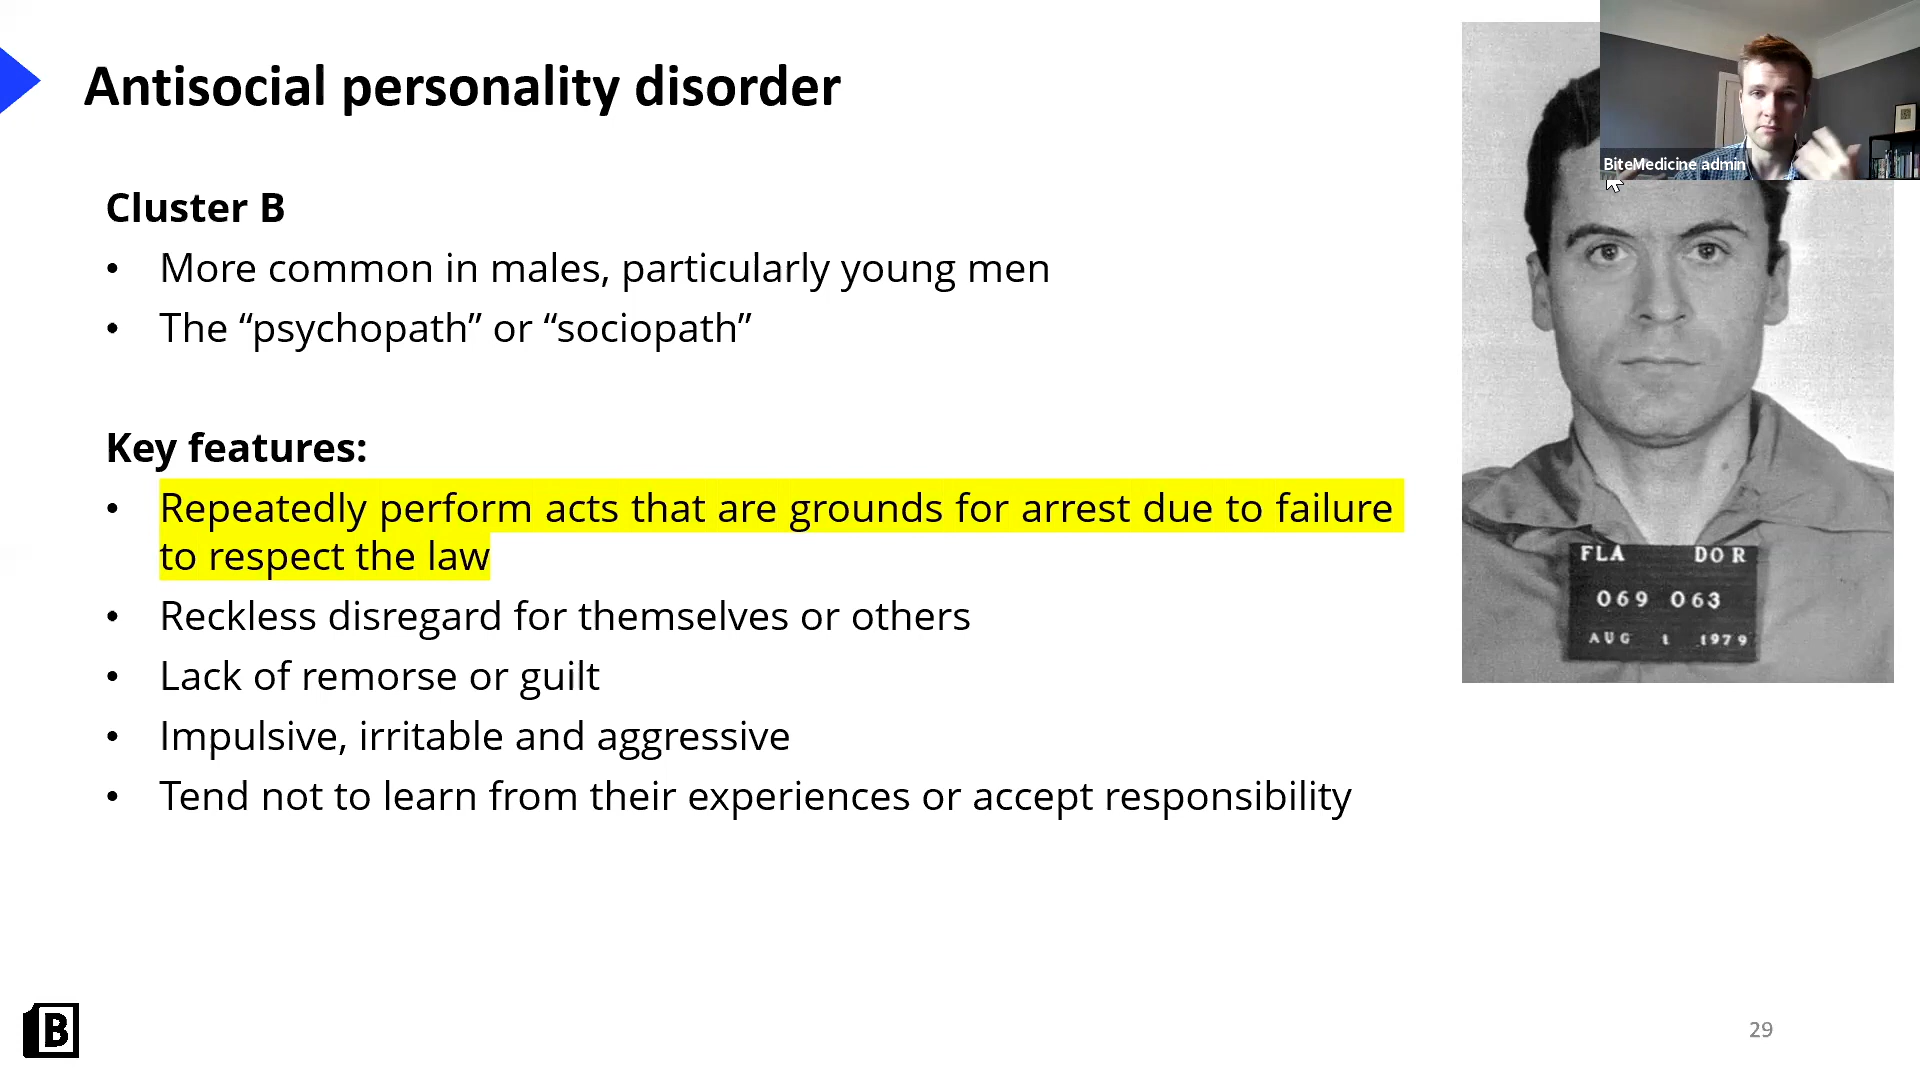 Antisocial personality disorder
BiteMedicine admin
Cluster B
• More common in males, particularly young men
• The “psychopath” or “sociopath”
Key features:
• Repeatedly perform acts that are grounds for arrest due to failure
to respect the law
• Reckless disregard for themselves or others
• Lack of remorse or guilt
• Impulsive, irritable and aggressive
• Tend not to learn from their experiences or accept responsibility
FLA DOR
069 063
AUG 1 1979
B
29